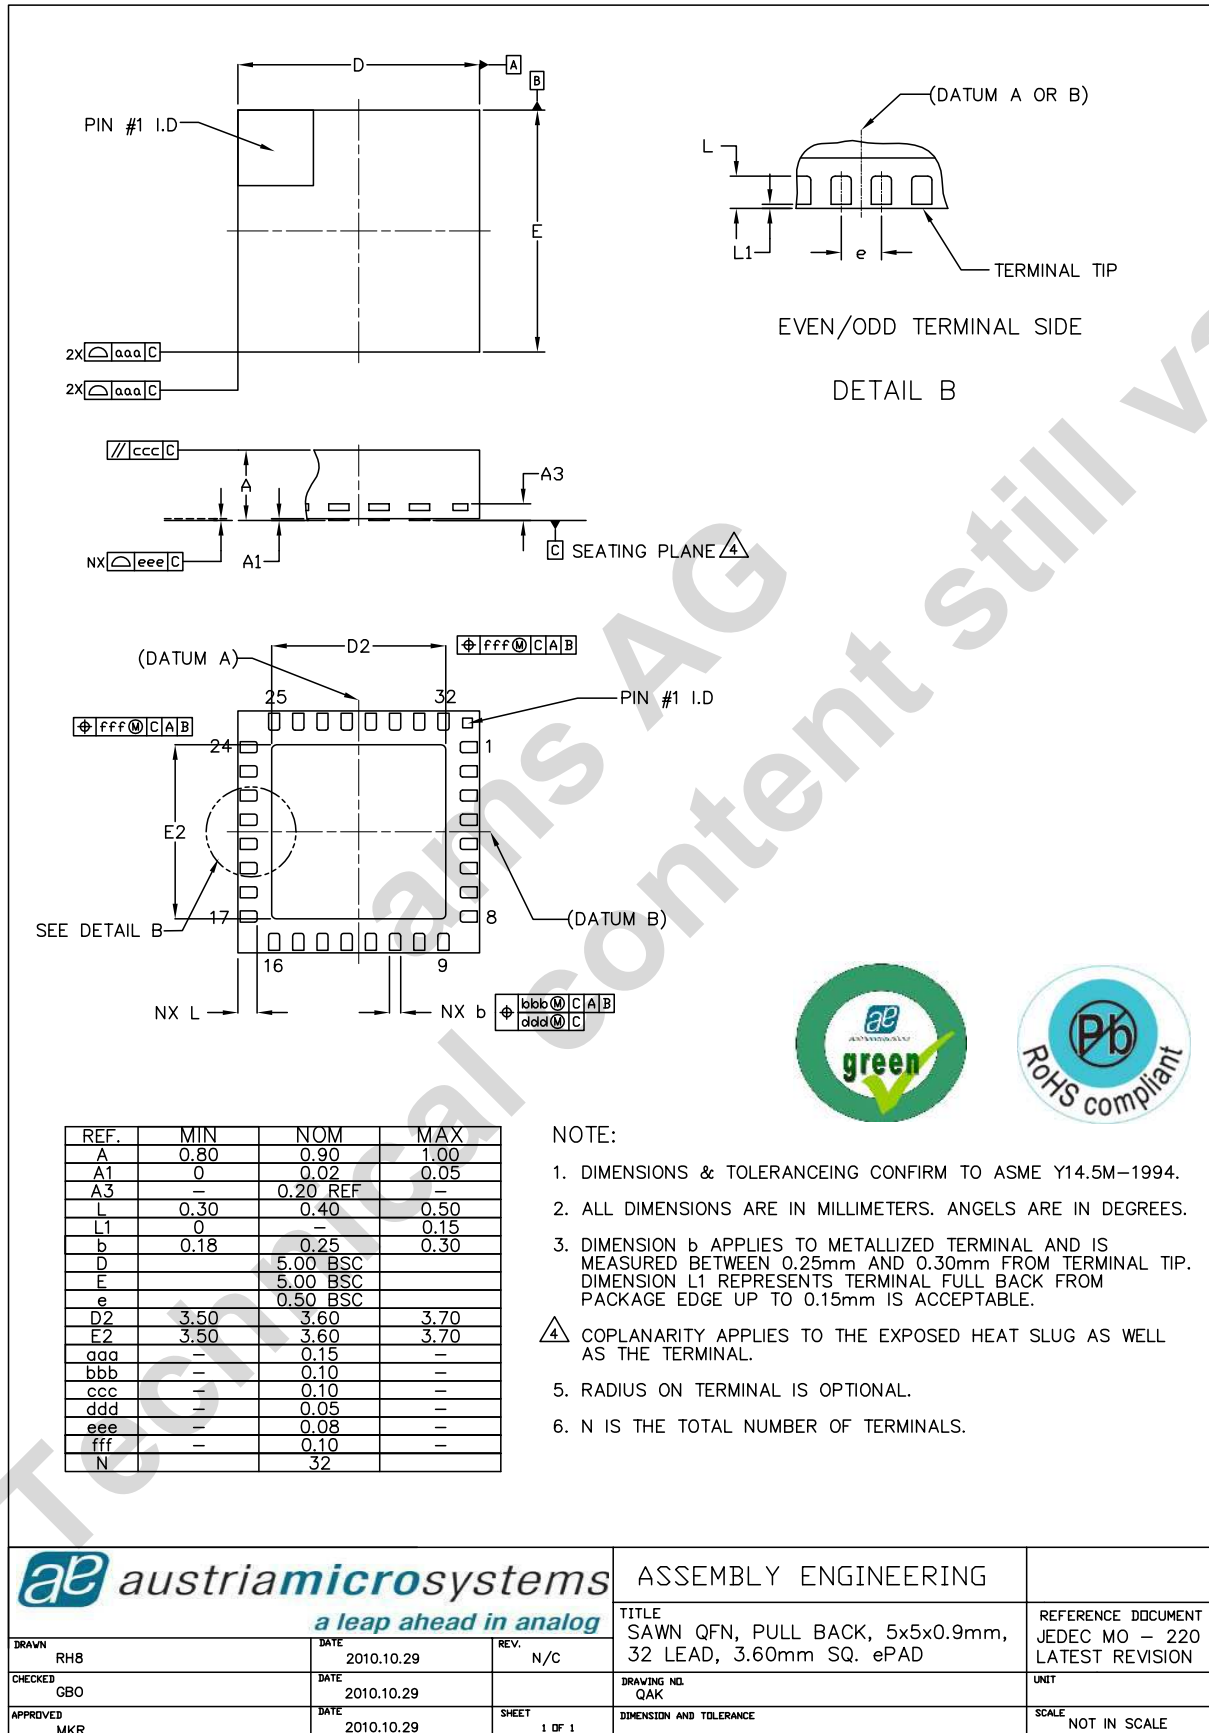 D
A
B
PIN #1 I.D
E
2X aaa C
2X aaa C
(DATUM A OR B)
L
L1
e
TERMINAL TIP
EVEN/ODD TERMINAL SIDE
DETAIL B
// ccc C
A
A3
NX eee C
A1
C SEATING PLANE 4
D2
fff Ⓜ C A B
(DATUM A)
25
32
PIN #1 I.D
fff Ⓜ C A B
24
1
E2
SEE DETAIL B
17
8
(DATUM B)
16
9
NX L
NX b
bbb Ⓜ C A B
ddd Ⓜ C
green
Pb
RoHS compliant
REF. MIN NOM MAX
A 0.80 0.90 1.00
A1 0 0.02 0.05
A3 – 0.20 REF –
L 0.30 0.40 0.50
L1 0 – 0.15
b 0.18 0.25 0.30
D 5.00 BSC
E 5.00 BSC
e 0.50 BSC
D2 3.50 3.60 3.70
E2 3.50 3.60 3.70
aaa – 0.15 –
bbb – 0.10 –
ccc – 0.10 –
ddd – 0.05 –
eee – 0.08 –
fff – 0.10 –
N 32
NOTE:
1. DIMENSIONS & TOLERANCEING CONFIRM TO ASME Y14.5M–1994.
2. ALL DIMENSIONS ARE IN MILLIMETERS. ANGELS ARE IN DEGREES.
3. DIMENSION b APPLIES TO METALLIZED TERMINAL AND IS
MEASURED BETWEEN 0.25mm AND 0.30mm FROM TERMINAL TIP.
DIMENSION L1 REPRESENTS TERMINAL FULL BACK FROM
PACKAGE EDGE UP TO 0.15mm IS ACCEPTABLE.
4 COPLANARITY APPLIES TO THE EXPOSED HEAT SLUG AS WELL
AS THE TERMINAL.
5. RADIUS ON TERMINAL IS OPTIONAL.
6. N IS THE TOTAL NUMBER OF TERMINALS.
ams AG
Technical content still va
ae austriamicrosystems
a leap ahead in analog
ASSEMBLY ENGINEERING
TITLE
SAWN QFN, PULL BACK, 5x5x0.9mm,
32 LEAD, 3.60mm SQ. ePAD
REFERENCE DOCUMENT
JEDEC MO – 220
LATEST REVISION
DRAWN
RH8
DATE
2010.10.29
REV.
N/C
CHECKED
GBO
DATE
2010.10.29
DRAWING NO.
QAK
UNIT
APPROVED
MKR
DATE
2010.10.29
SHEET
1 OF 1
DIMENSION AND TOLERANCE
SCALE
NOT IN SCALE